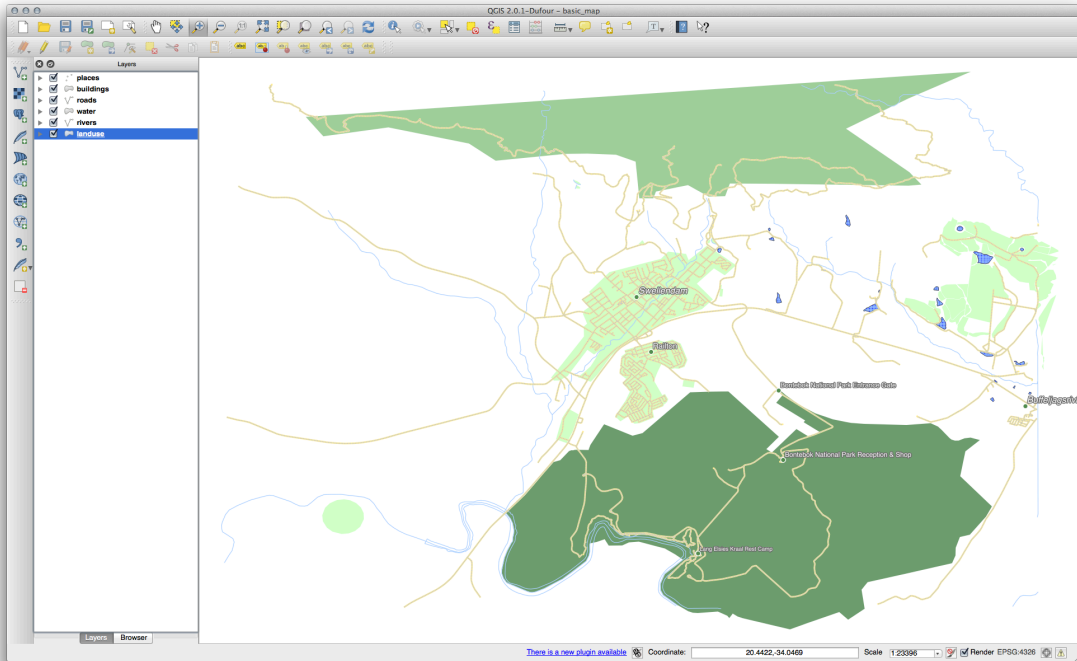 QGIS 2.0.1-Dufour - basic_map
Layers
places
buildings
roads
water
rivers
landuse
Swellendam
Railton
Bontebok National Park Entrance Gate
Bontebok National Park Reception & Shop
Lang Elsies Kraal Rest Camp
Layers
Browser
There is a new plugin available
Coordinate:
20.4422,-34.0469
Scale
1:23396
Render
EPSG:4326